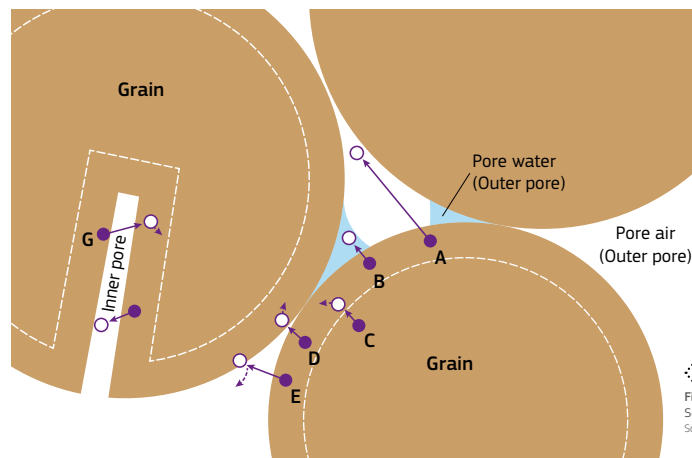 Grain
Pore water
(Outer pore)
Pore air
(Outer pore)
G
Inner pore
A
B
C
D
E
Grain